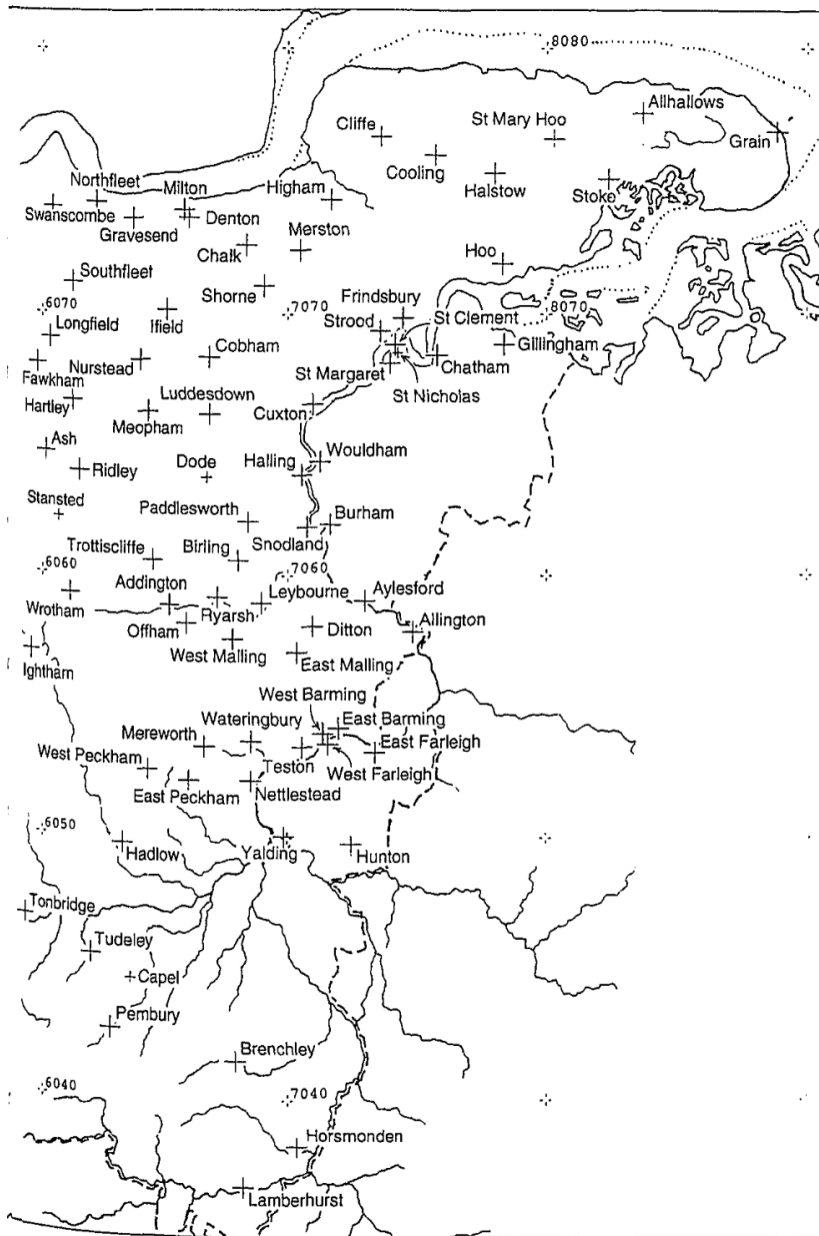 8080
Allhallows
Cliffe
St Mary Hoo
Grain
Cooling
Halstow
Stoke
Northfleet
Milton
Higham
Swanscombe
Denton
Gravesend
Merston
Chalk
Hoo
Southfleet
Shorne
6070
7070
Frindsbury
8070
St Clement
Longfield
Ifield
Strood
Gillingham
Cobham
Nurstead
Chatham
Fawkham
St Margaret
St Nicholas
Hartley
Luddesdown
Meopham
Cuxton
Ash
Wouldham
Ridley
Dode
Halling
Stansted
Paddlesworth
Burham
Snodland
Trottiscliffe
Birling
6060
7060
Addington
Leybourne
Aylesford
Wrotham
Ryarsh
Offham
Ditton
Allington
West Malling
East Malling
Ightham
West Barming
Wateringbury
East Barming
Mereworth
East Farleigh
West Peckham
Teston
West Farleigh
East Peckham
Nettlestead
6050
Hadlow
Yalding
Hunton
Tonbridge
Tudeley
Capel
Pembury
Brenchley
6040
7040
Horsmonden
Lamberhurst